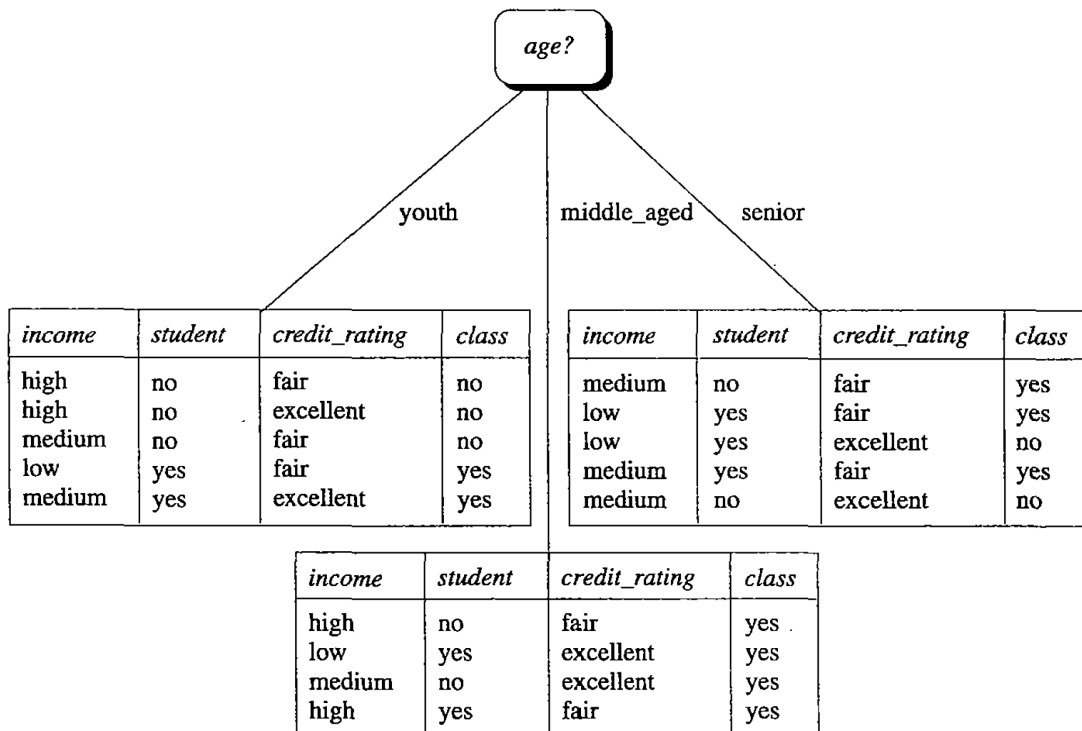 age?
youth
middle_aged
senior
income student credit_rating class
high no fair no
high no excellent no
medium no fair no
low yes fair yes
medium yes excellent yes
income student credit_rating class
medium no fair yes
low yes fair yes
low yes excellent no
medium yes fair yes
medium no excellent no
income student credit_rating class
high no fair yes
low yes excellent yes
medium no excellent yes
high yes fair yes